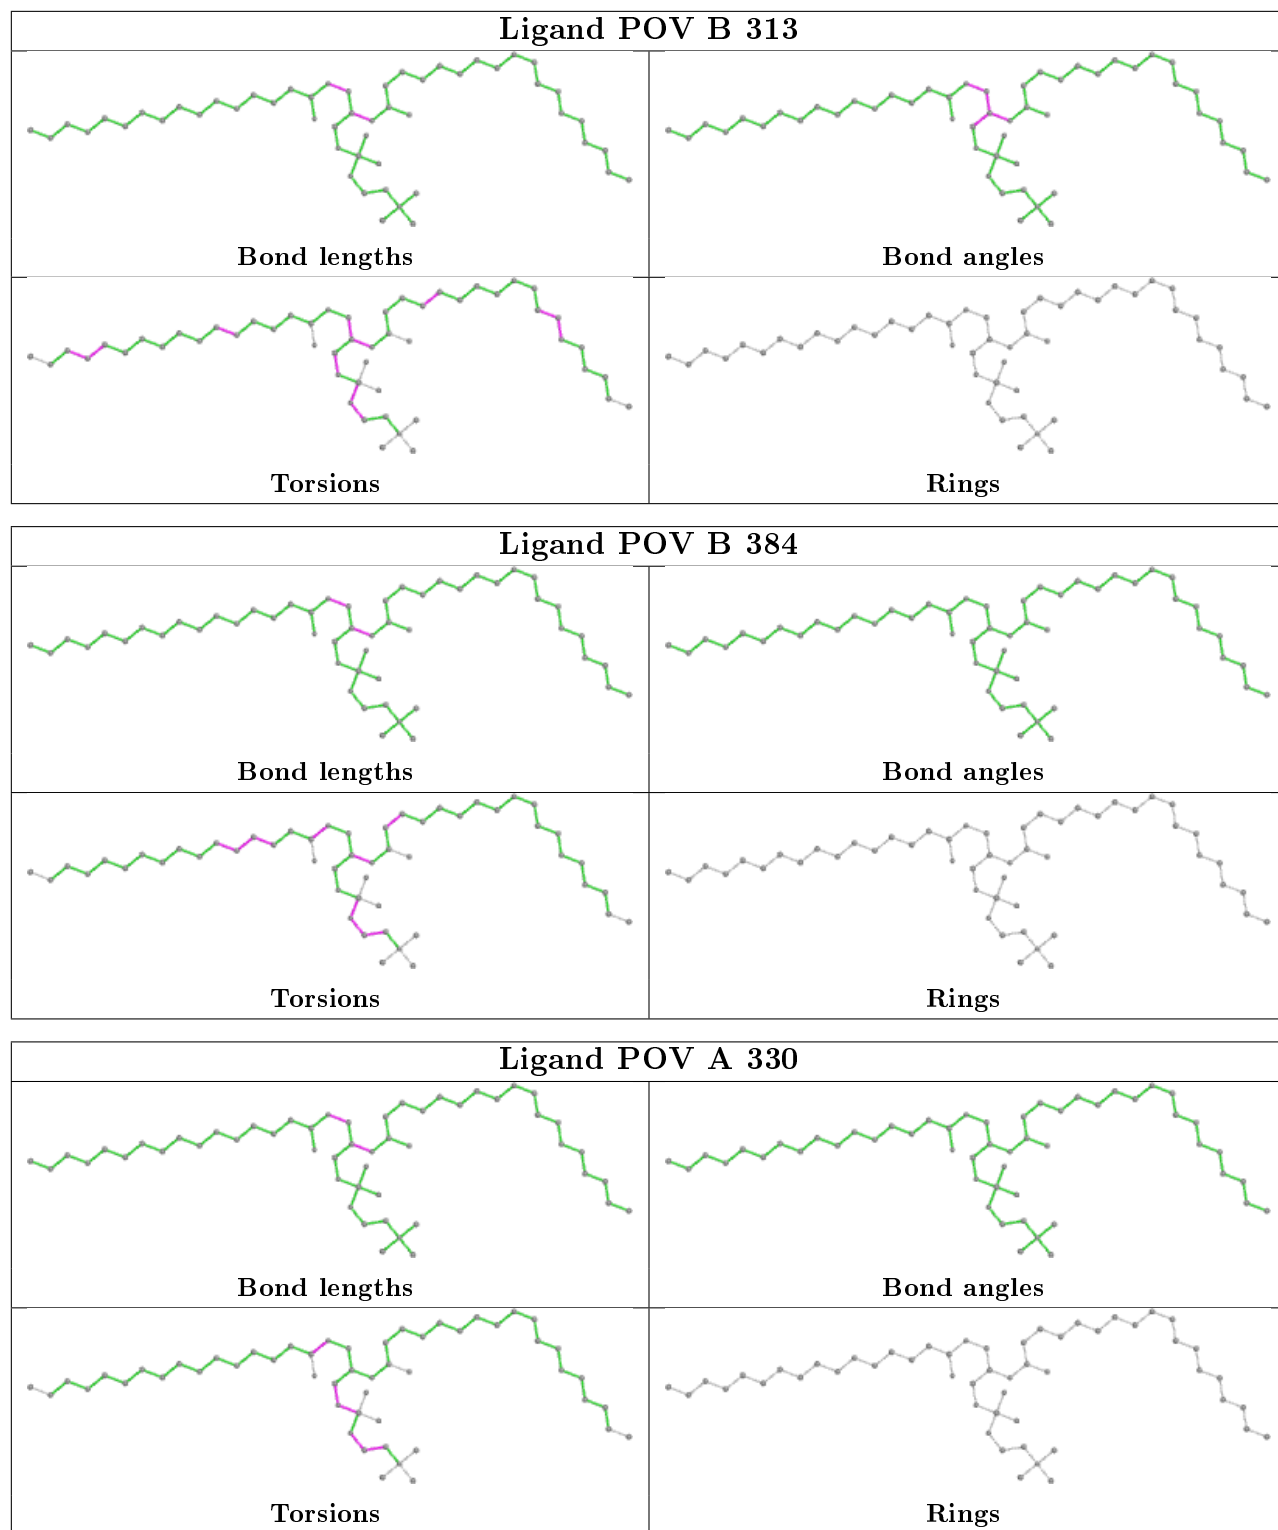 Ligand POV B 313
Bond lengths
Bond angles
Torsions
Rings
Ligand POV B 384
Bond lengths
Bond angles
Torsions
Rings
Ligand POV A 330
Bond lengths
Bond angles
Torsions
Rings